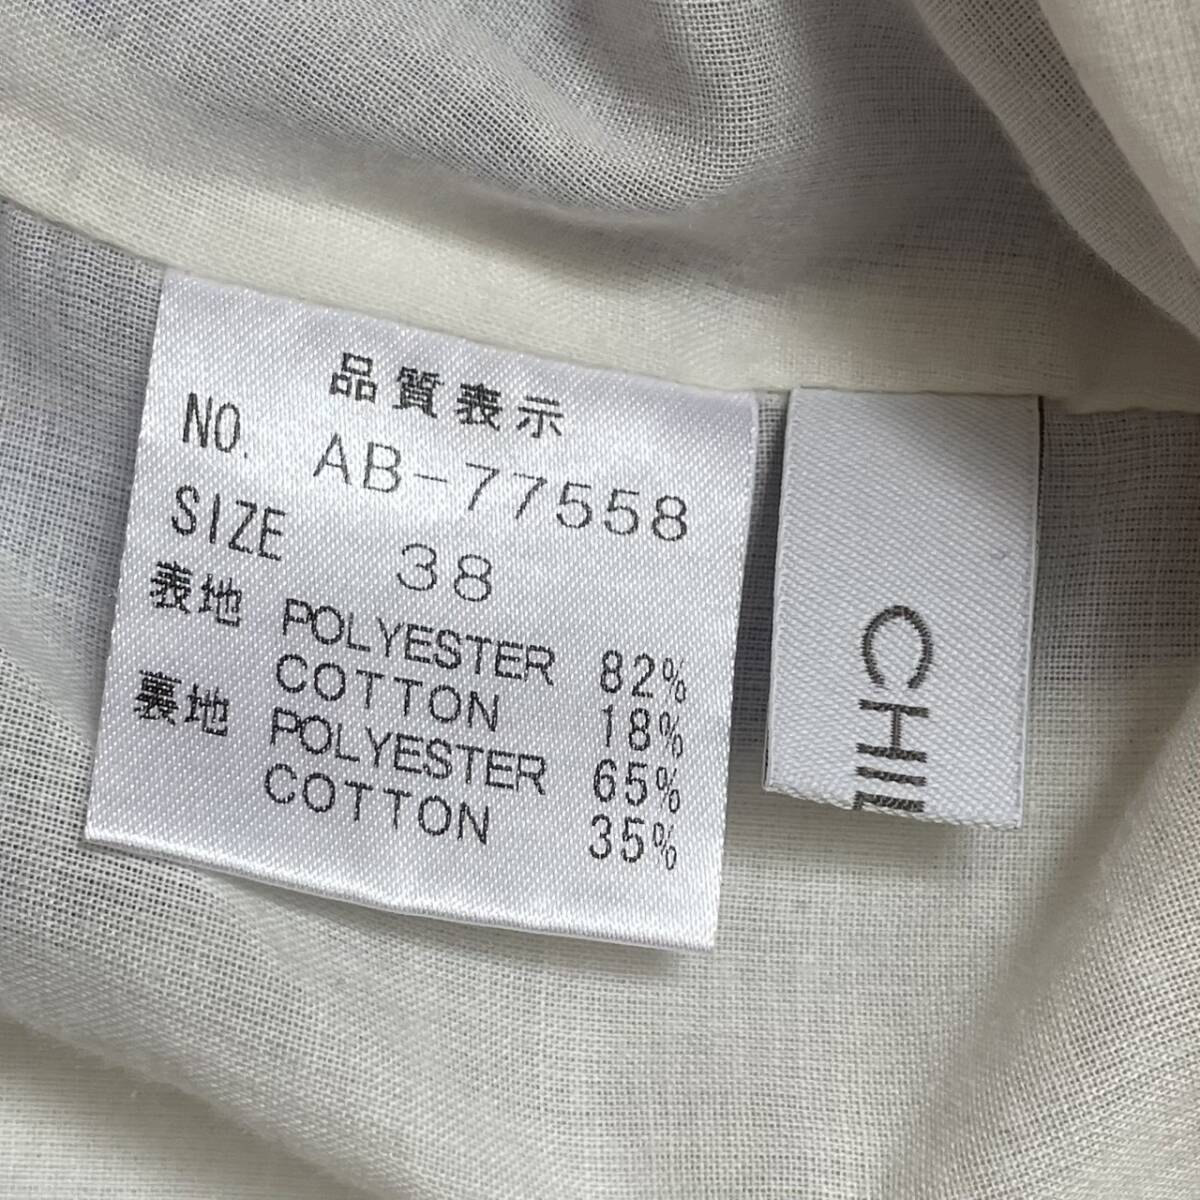 品質表示
NO. AB-77558
SIZE 38
表地 POLYESTER 82%
COTTON 18%
裏地 POLYESTER 65%
COTTON 35%
CHI